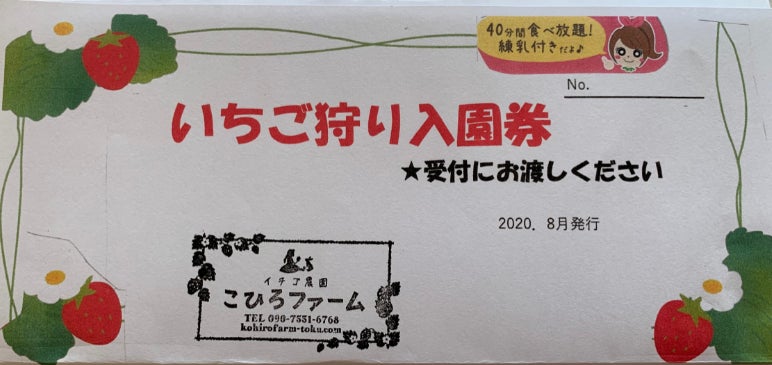 40分間食べ放題!
練乳付きだよ♪
No.
いちご狩り入園券
★受付にお渡しください
2020. 8月発行
イチゴ農園
こひろファーム
TEL 090-7551-6768
kohirofarm-toku.com